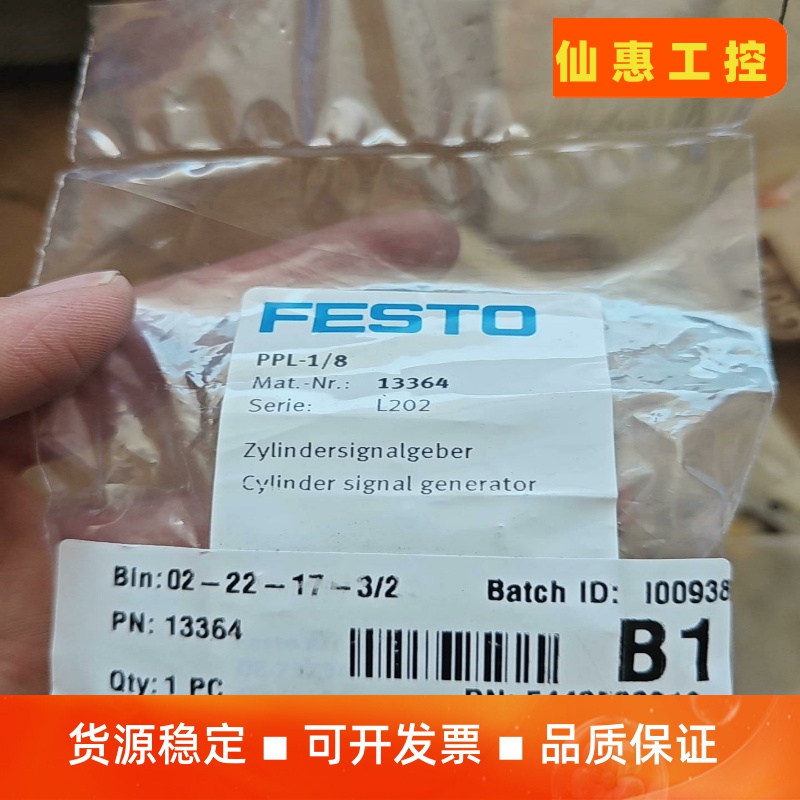 仙惠工控
FESTO
PPL-1/8
Mat.-Nr.: 13364
Serie: L202
Zylindersignalgeber
Cylinder signal generator
Bin: 02-22-17-3/2
Batch ID: I00938
PN: 13364
B1
Qty: 1 PC
货源稳定 ■ 可开发票 ■ 品质保证